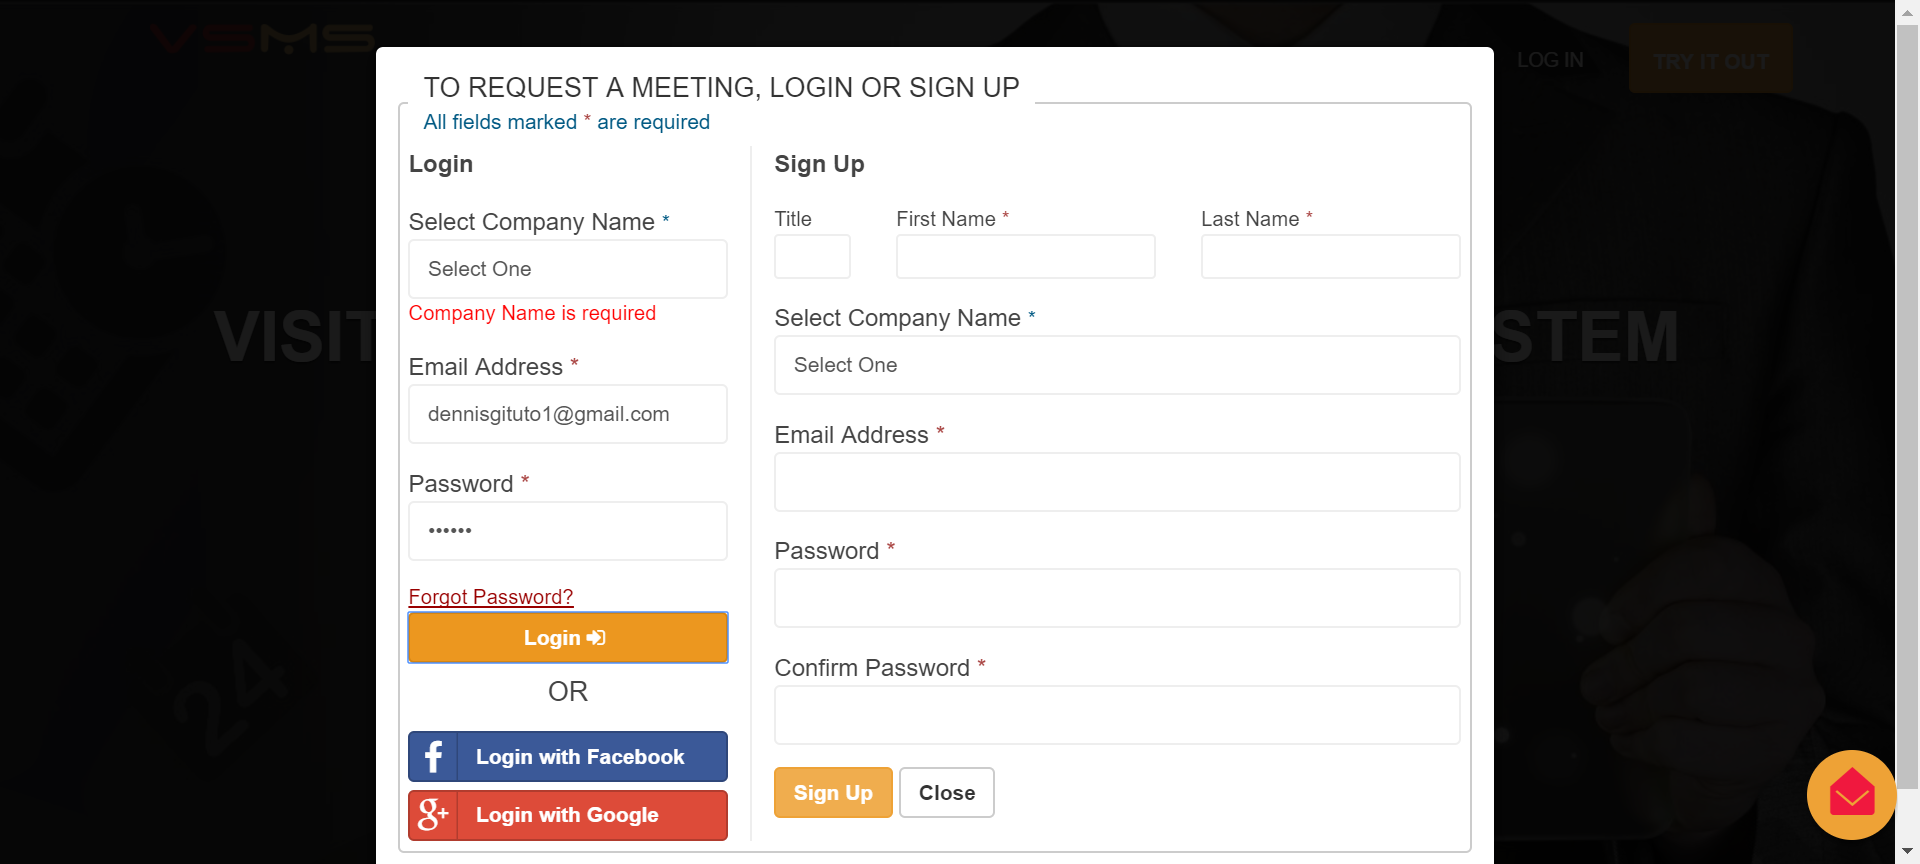 VSMS
LOG IN
TRY IT OUT
TO REQUEST A MEETING, LOGIN OR SIGN UP
All fields marked * are required
Login
Select Company Name *
Select One
Company Name is required
Email Address *
dennisgituto1@gmail.com
Password *
••••••
Forgot Password?
Login
OR
f Login with Facebook
g+ Login with Google
Sign Up
Title First Name * Last Name *
Select Company Name *
Select One
Email Address *
Password *
Confirm Password *
Sign Up Close
VISIT
STEM
24